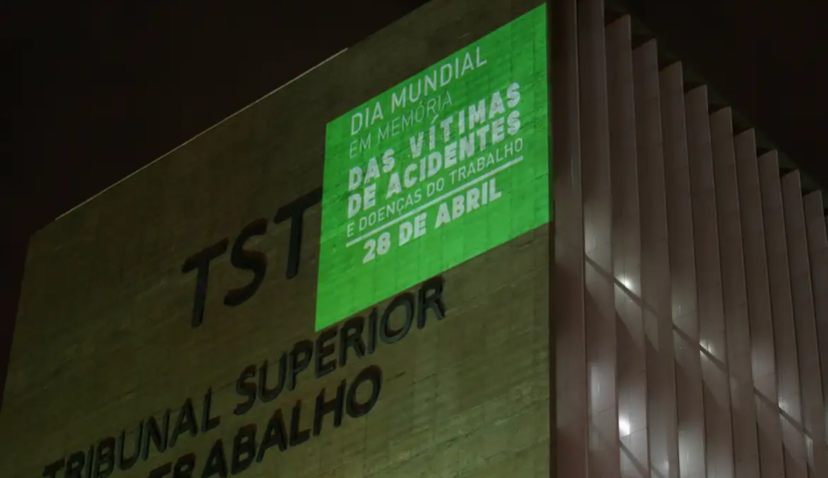 DIA MUNDIAL
EM MEMÓRIA
DAS VÍTIMAS
DE ACIDENTES
E DOENÇAS DO TRABALHO
28 DE ABRIL
TST
TRIBUNAL SUPERIOR
TRABALHO